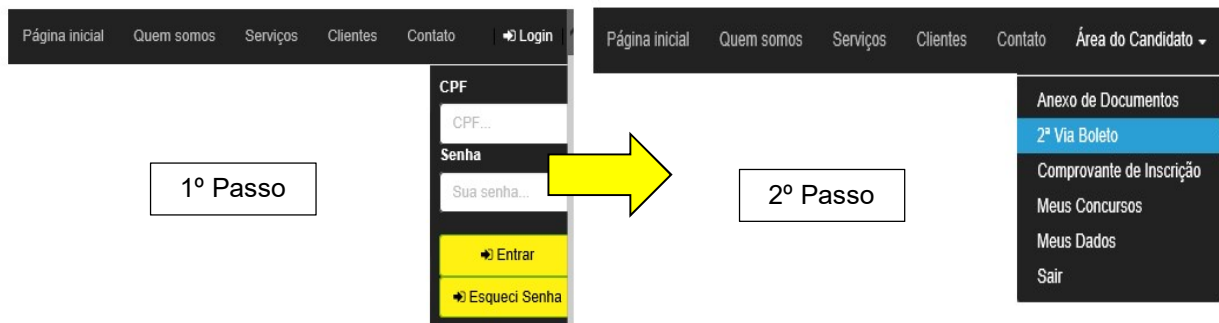 Página inicial Quem somos Serviços Clientes Contato Login
CPF
CPF...
Senha
Sua senha...
Entrar
Esqueci Senha
1º Passo
Página inicial Quem somos Serviços Clientes Contato Área do Candidato
Anexo de Documentos
2ª Via Boleto
Comprovante de Inscrição
Meus Concursos
Meus Dados
Sair
2º Passo